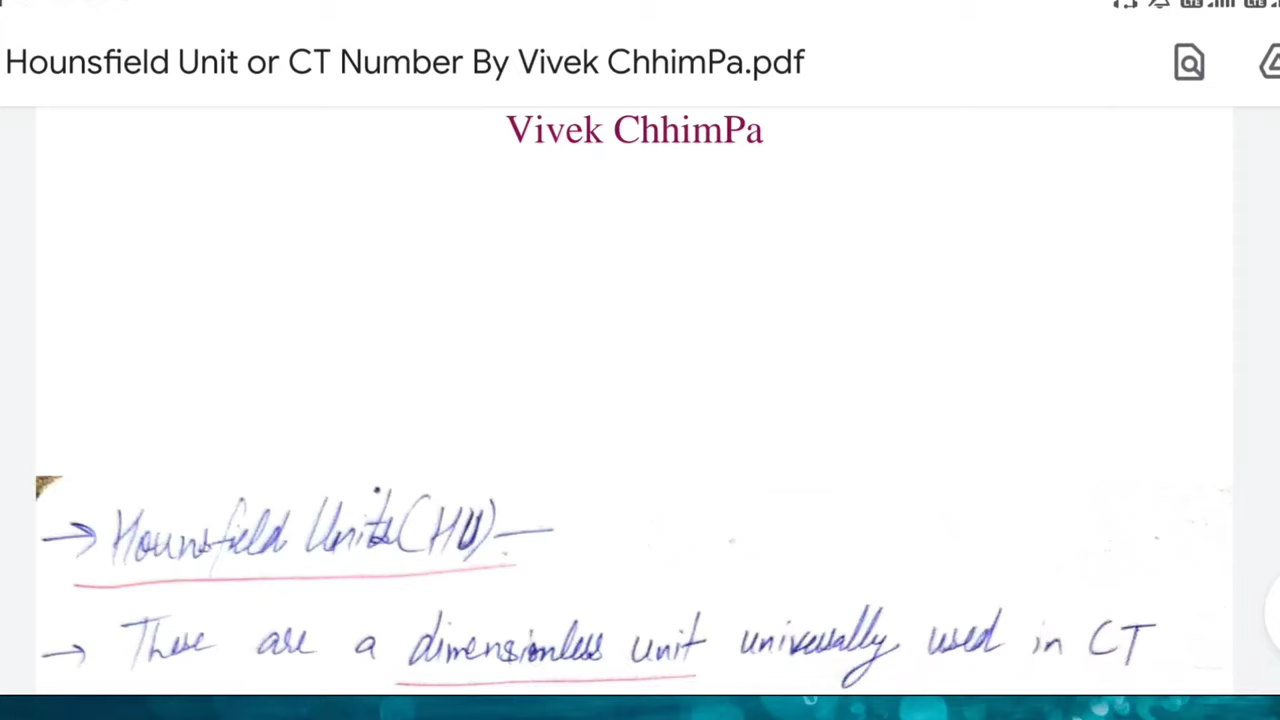 Hounsfield Unit or CT Number By Vivek ChhimPa.pdf
Vivek ChhimPa
→ Hounsfield Units (HU) —
→ These are a dimensionless unit universally used in CT